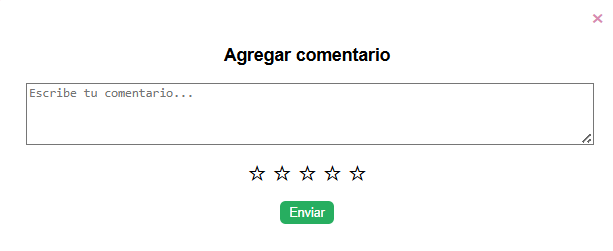 ×
Agregar comentario
Escribe tu comentario...
☆ ☆ ☆ ☆ ☆
Enviar